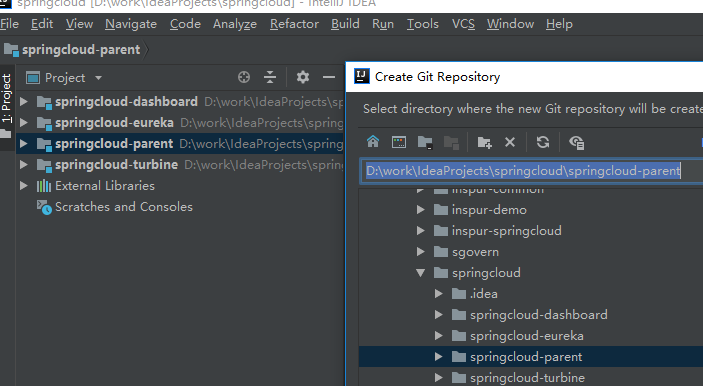 springcloud [D:\work\IdeaProjects\springcloud] - IntelliJ IDEA
File Edit View Navigate Code Analyze Refactor Build Run Tools VCS Window Help
springcloud-parent
1: Project
Project
springcloud-dashboard D:\work\IdeaProjects\
springcloud-eureka D:\work\IdeaProjects\spring
springcloud-parent D:\work\IdeaProjects\spring
springcloud-turbine D:\work\IdeaProjects\spring
External Libraries
Scratches and Consoles
Create Git Repository
Select directory where the new Git repository will be create
D:\work\IdeaProjects\springcloud\springcloud-parent
inspur-common
inspur-demo
inspur-springcloud
sgovern
springcloud
.idea
springcloud-dashboard
springcloud-eureka
springcloud-parent
springcloud-turbine